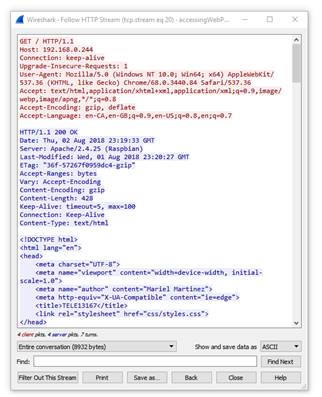 Wireshark - Follow HTTP Stream (tcp.stream eq 20) - accessingWebP...
GET / HTTP/1.1
Host: 192.168.0.244
Connection: keep-alive
Upgrade-Insecure-Requests: 1
User-Agent: Mozilla/5.0 (Windows NT 10.0; Win64; x64) AppleWebKit/
537.36 (KHTML, like Gecko) Chrome/68.0.3440.84 Safari/537.36
Accept: text/html,application/xhtml+xml,application/xml;q=0.9,image/
webp,image/apng,*/*;q=0.8
Accept-Encoding: gzip, deflate
Accept-Language: en-CA,en-GB;q=0.9,en-US;q=0.8,en;q=0.7
HTTP/1.1 200 OK
Date: Thu, 02 Aug 2018 23:19:33 GMT
Server: Apache/2.4.25 (Raspbian)
Last-Modified: Wed, 01 Aug 2018 23:20:27 GMT
ETag: "36f-57267f0959dc4-gzip"
Accept-Ranges: bytes
Vary: Accept-Encoding
Content-Encoding: gzip
Content-Length: 428
Keep-Alive: timeout=5, max=100
Connection: Keep-Alive
Content-Type: text/html
<!DOCTYPE html>
<html lang="en">
<head>
<meta charset="UTF-8">
<meta name="viewport" content="width=device-width, initial-
scale=1.0">
<meta name="author" content="Mariel Martinez">
<meta http-equiv="X-UA-Compatible" content="ie=edge">
<title>TELE13167</title>
<link rel="stylesheet" href="css/styles.css">
</head>
4 client pkts, 4 server pkts, 7 turns.
Entire conversation (8932 bytes)
Show and save data as
ASCII
Find:
Find Next
Filter Out This Stream
Print
Save as...
Back
Close
Help